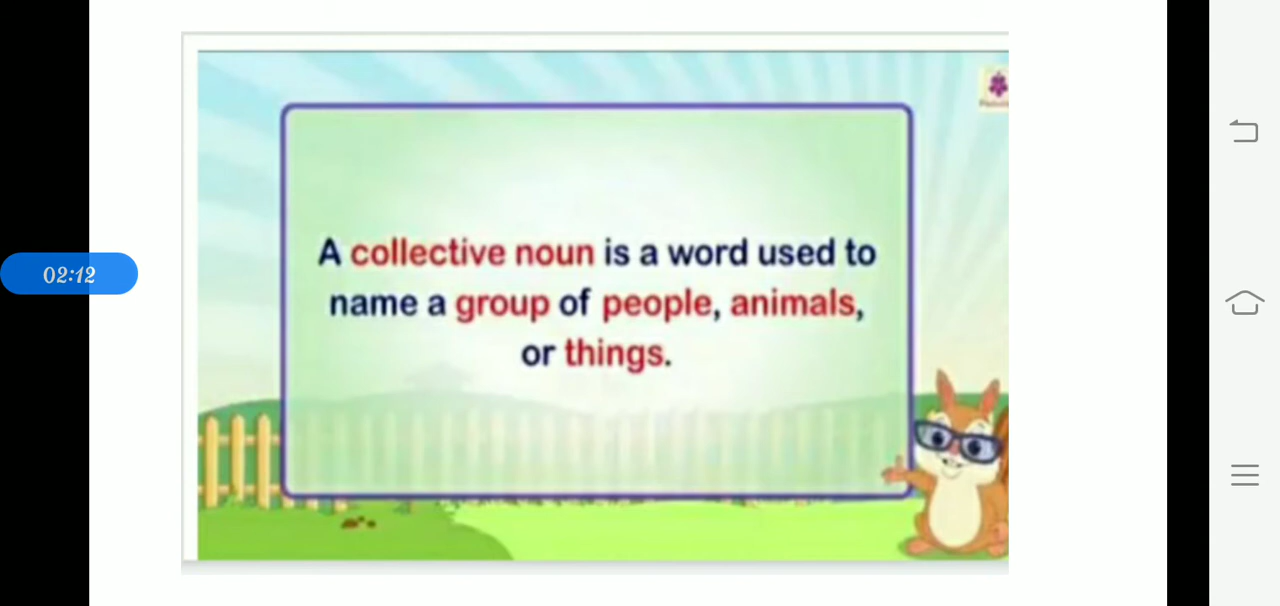 A collective noun is a word used to
name a group of people, animals,
or things.
02:12